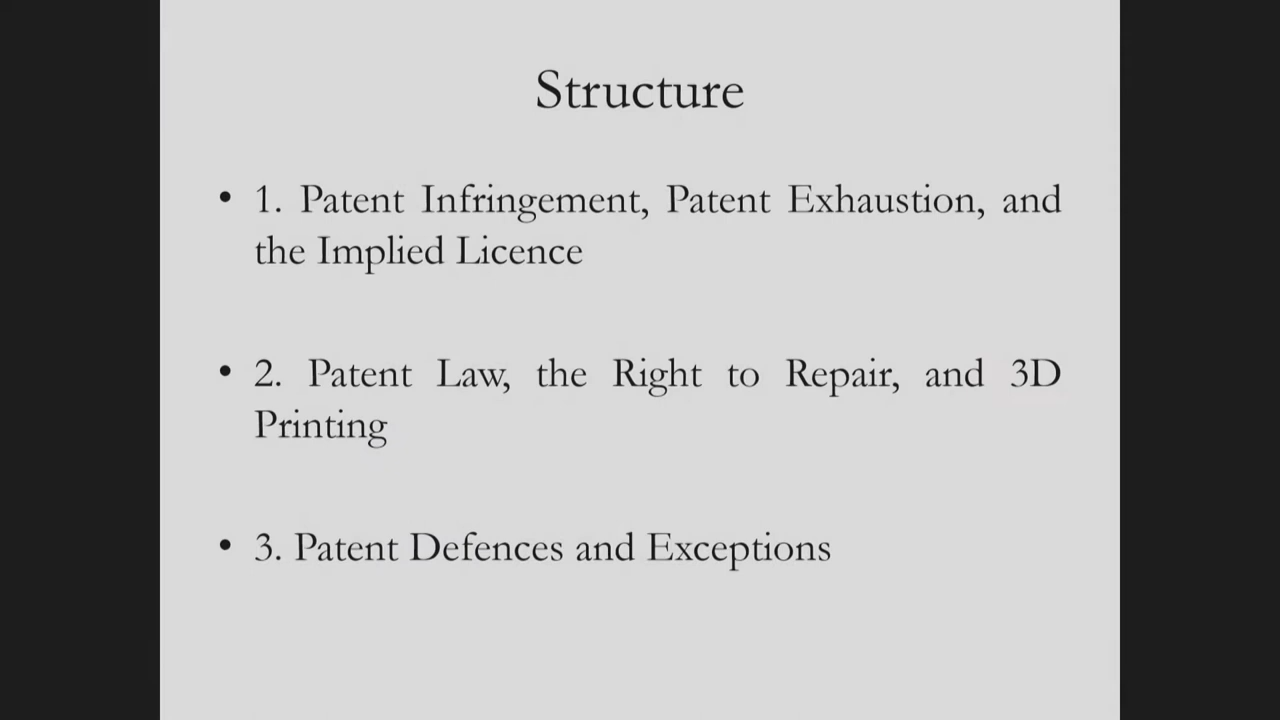 Structure
• 1. Patent Infringement, Patent Exhaustion, and
the Implied Licence
• 2. Patent Law, the Right to Repair, and 3D
Printing
• 3. Patent Defences and Exceptions